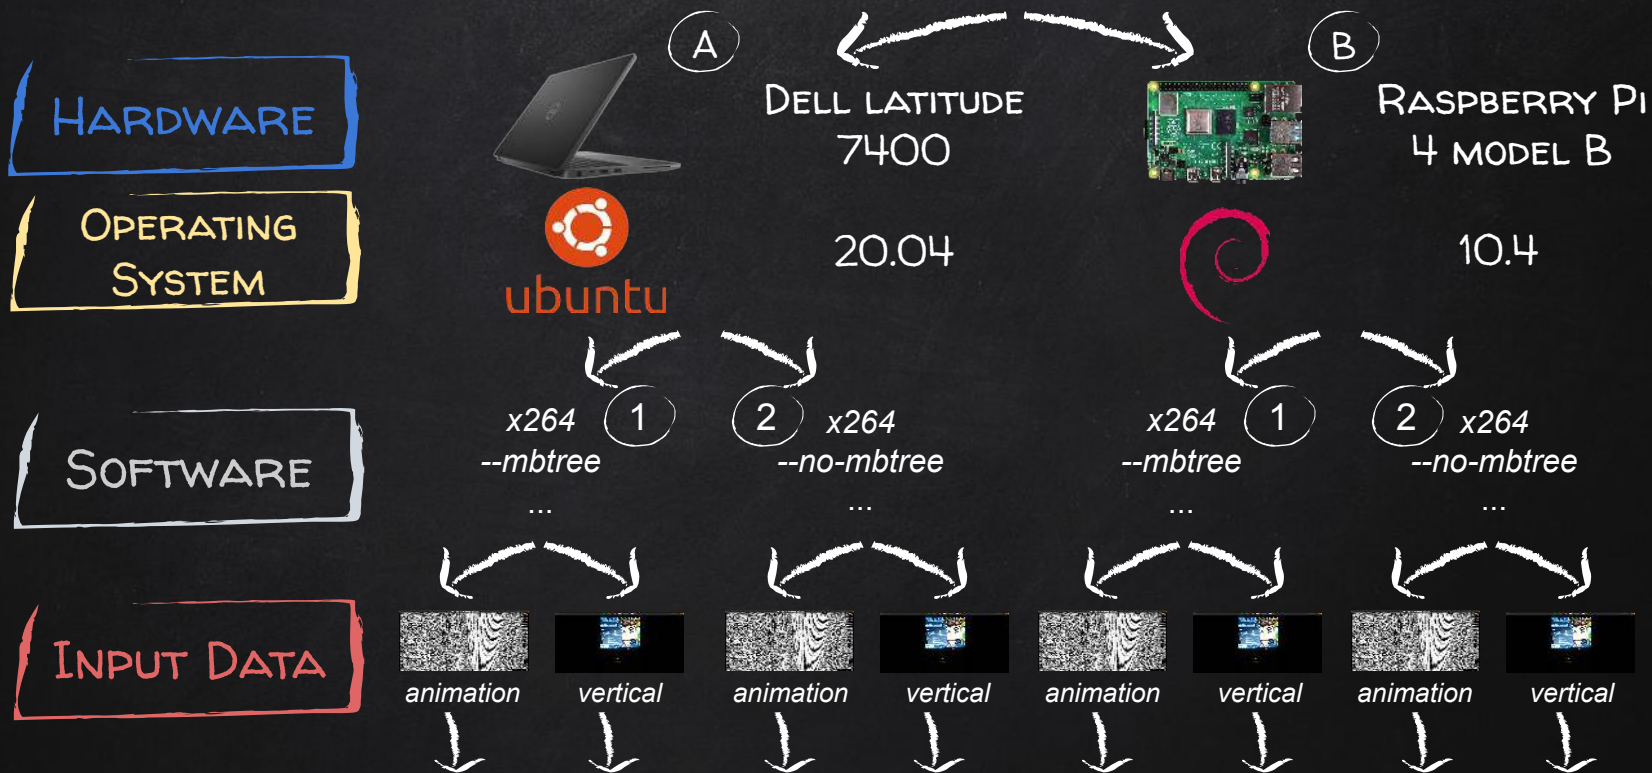 A
B
HARDWARE
DELL LATITUDE
7400
RASPBERRY PI
4 MODEL B
OPERATING
SYSTEM
ubuntu
20.04
10.4
SOFTWARE
x264
--mbtree
...
1
2
x264
--no-mbtree
...
x264
--mbtree
...
1
2
x264
--no-mbtree
...
INPUT DATA
animation
vertical
animation
vertical
animation
vertical
animation
vertical